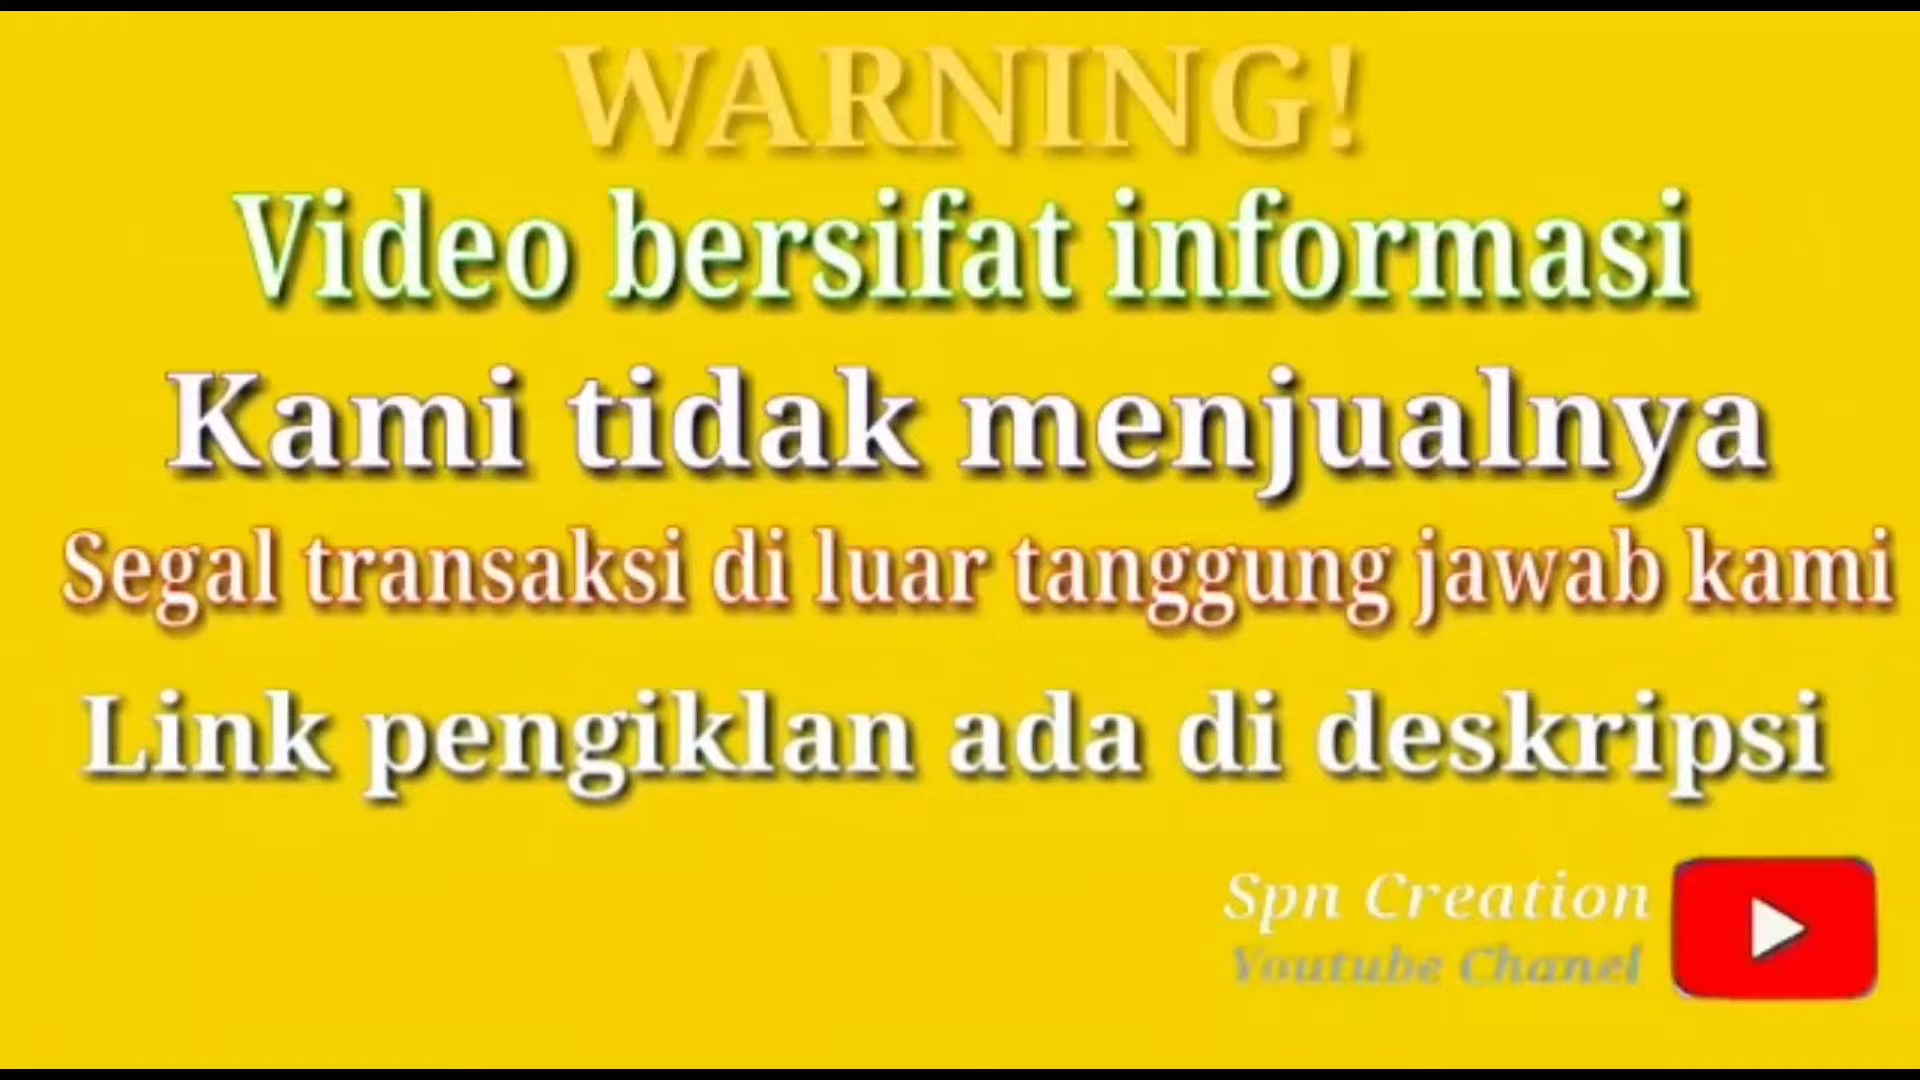 WARNING!
Video bersifat informasi
Kami tidak menjualnya
Segal transaksi di luar tanggung jawab kami
Link pengiklan ada di deskripsi
Spn Creation
Youtube Chanel